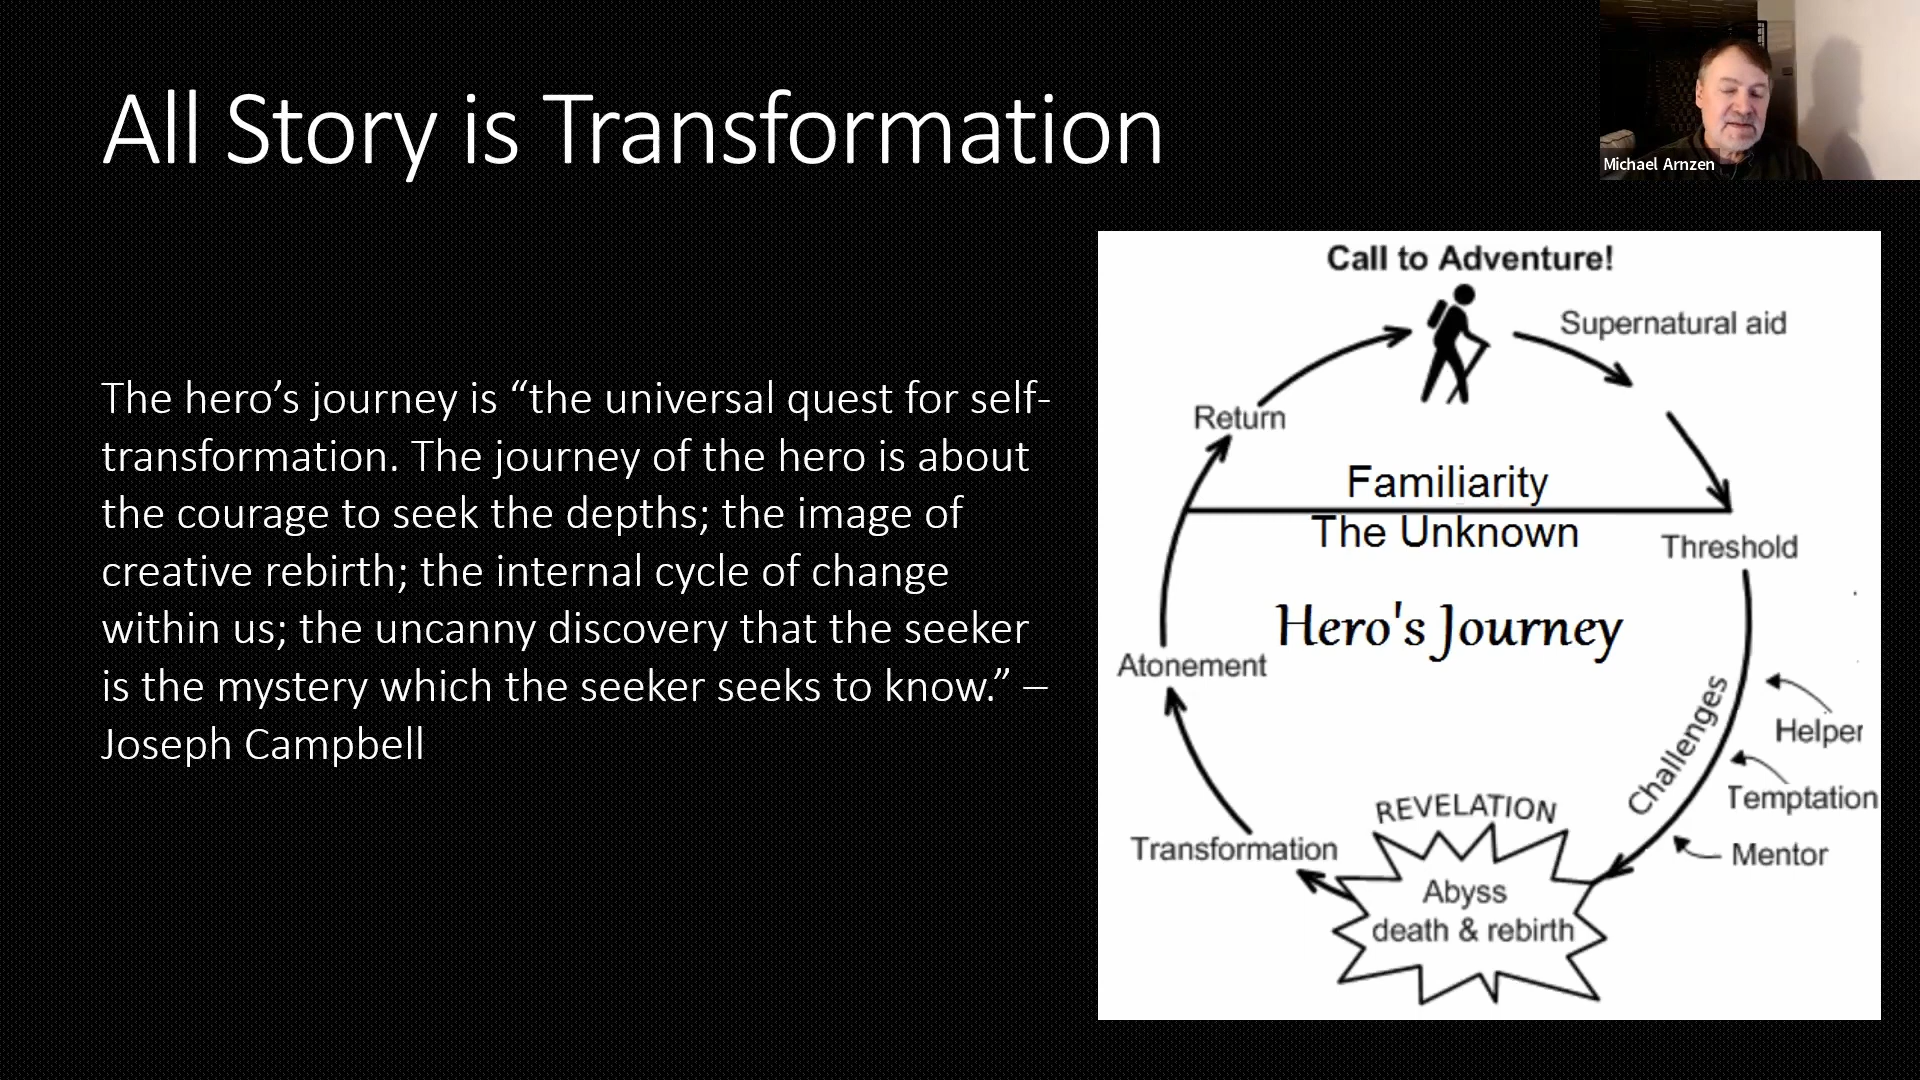 All Story is Transformation
Michael Arnzen
The hero’s journey is “the universal quest for self-
transformation. The journey of the hero is about
the courage to seek the depths; the image of
creative rebirth; the internal cycle of change
within us; the uncanny discovery that the seeker
is the mystery which the seeker seeks to know.” –
Joseph Campbell
Call to Adventure!
Supernatural aid
Return
Familiarity
The Unknown
Threshold
Hero's Journey
Atonement
Challenges
Helper
Temptation
Mentor
REVELATION
Transformation
Abyss
death & rebirth